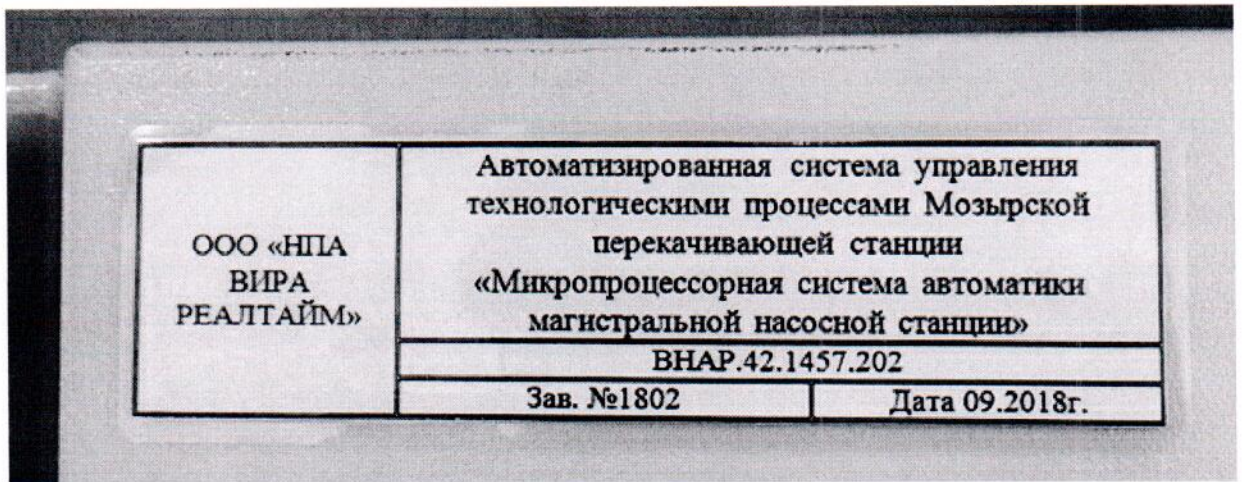 ООО «НПА
ВИРА
РЕАЛТАЙМ»
Автоматизированная система управления
технологическими процессами Мозырской
перекачивающей станции
«Микропроцессорная система автоматики
магистральной насосной станции»
ВНАР.42.1457.202
Зав. №1802
Дата 09.2018г.